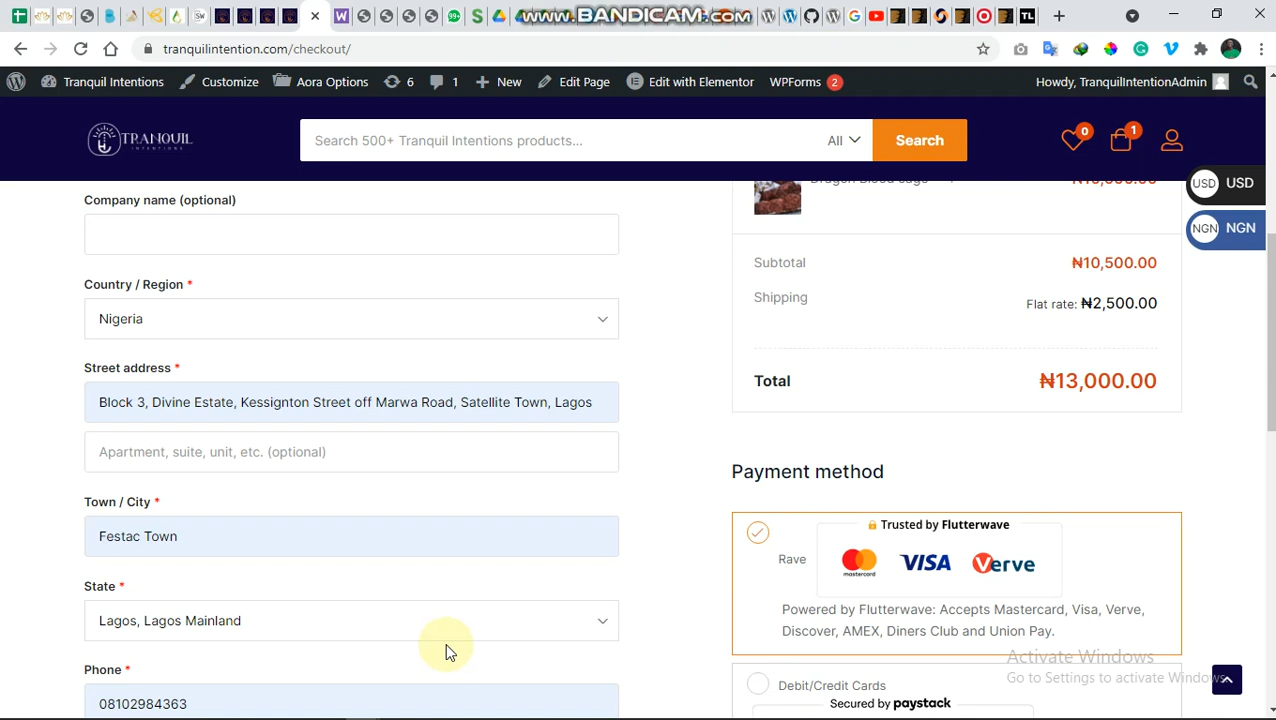 www.BANDICAM.com
99+
TL
tranquilintention.com/checkout/
Tranquil Intentions Customize Aora Options 6 1 New Edit Page Edit with Elementor WPForms 2 Howdy, TranquilIntentionAdmin
TRANQUIL
INTENTIONS
Search 500+ Tranquil Intentions products...
All
Search
0
1
USD USD
NGN NGN
Company name (optional)
Country / Region *
Nigeria
Street address *
Block 3, Divine Estate, Kessignton Street off Marwa Road, Satellite Town, Lagos
Apartment, suite, unit, etc. (optional)
Town / City *
Festac Town
State *
Lagos, Lagos Mainland
Phone *
08102984363
Subtotal ₦10,500.00
Shipping Flat rate: ₦2,500.00
Total ₦13,000.00
Payment method
Trusted by Flutterwave
Rave
mastercard VISA Verve
Powered by Flutterwave: Accepts Mastercard, Visa, Verve,
Discover, AMEX, Diners Club and Union Pay.
Debit/Credit Cards
Secured by paystack
Activate Windows
Go to Settings to activate Windows.